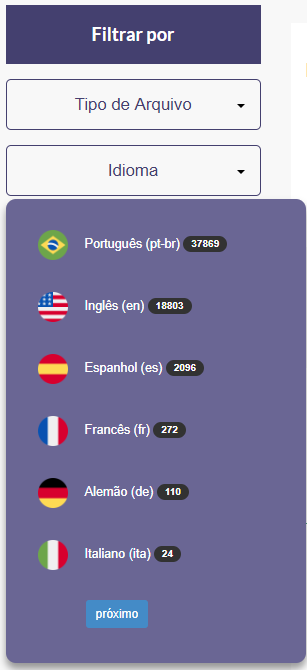 Filtrar por
Tipo de Arquivo
Idioma
Português (pt-br) 37869
Inglês (en) 18803
Espanhol (es) 2096
Francês (fr) 272
Alemão (de) 110
Italiano (ita) 24
próximo